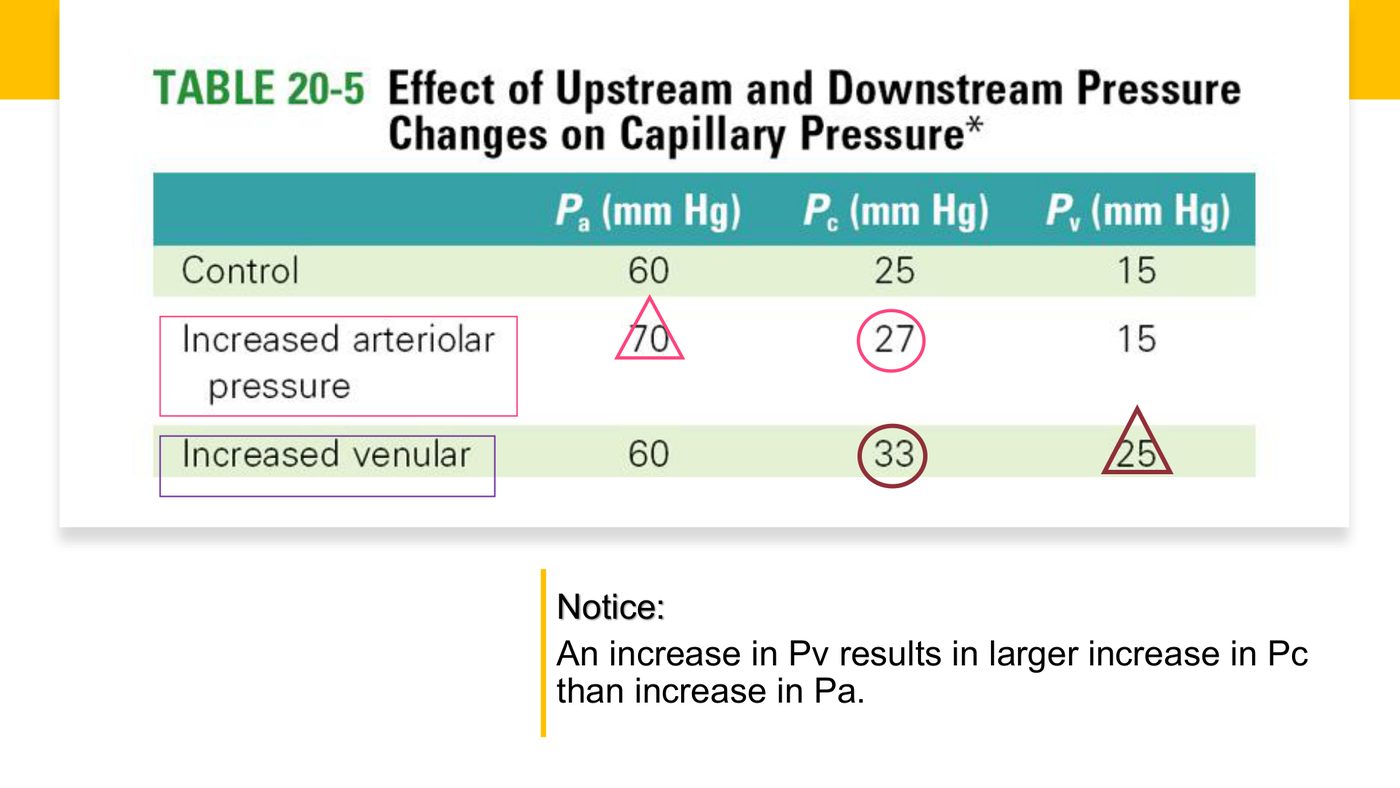 TABLE 20-5 Effect of Upstream and Downstream Pressure
Changes on Capillary Pressure*
Pa (mm Hg) Pc (mm Hg) Pv (mm Hg)
Control 60 25 15
Increased arteriolar 70 27 15
pressure
Increased venular 60 33 25
Notice:
An increase in Pv results in larger increase in Pc
than increase in Pa.